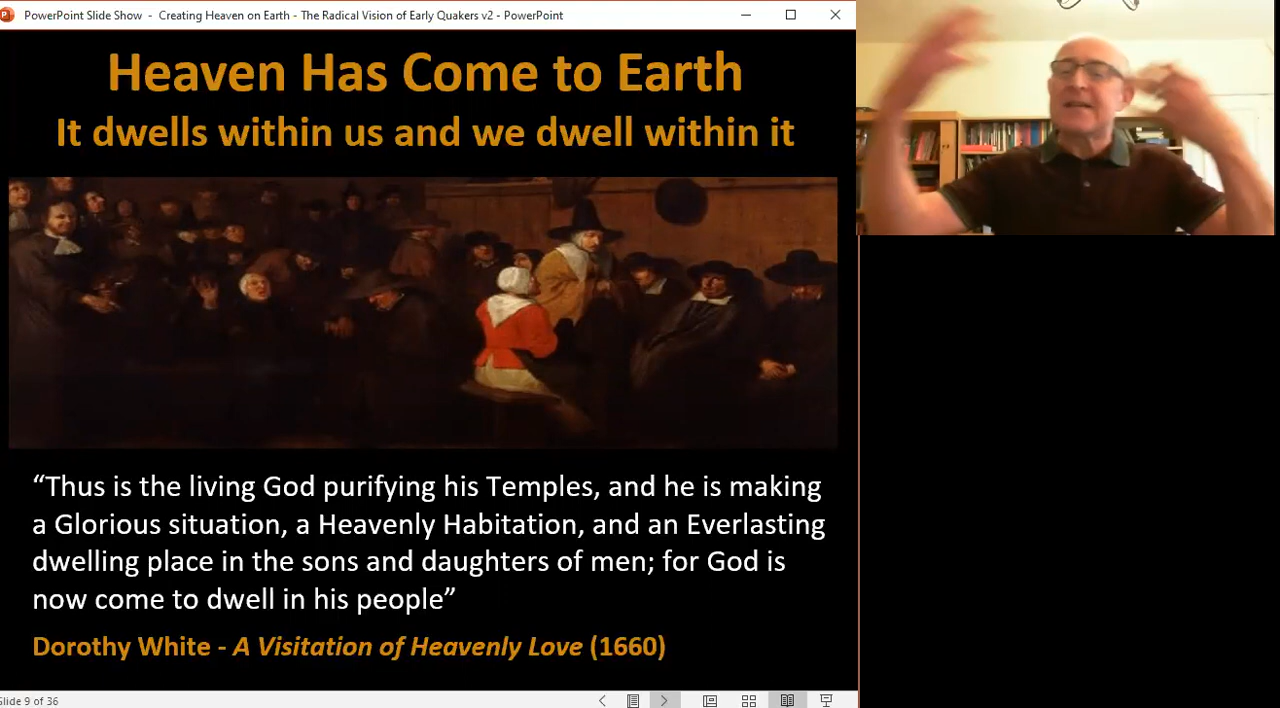 PowerPoint Slide Show - Creating Heaven on Earth - The Radical Vision of Early Quakers v2 - PowerPoint
Heaven Has Come to Earth
It dwells within us and we dwell within it
“Thus is the living God purifying his Temples, and he is making
a Glorious situation, a Heavenly Habitation, and an Everlasting
dwelling place in the sons and daughters of men; for God is
now come to dwell in his people”
Dorothy White - A Visitation of Heavenly Love (1660)
Slide 9 of 36